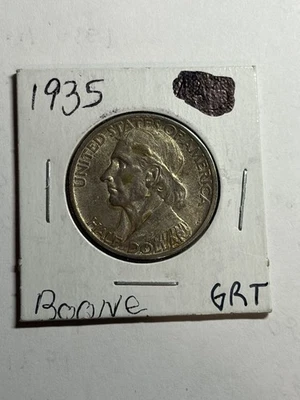 1935
UNITED STATES OF AMERICA
HALF DOLLAR
Boone GRT